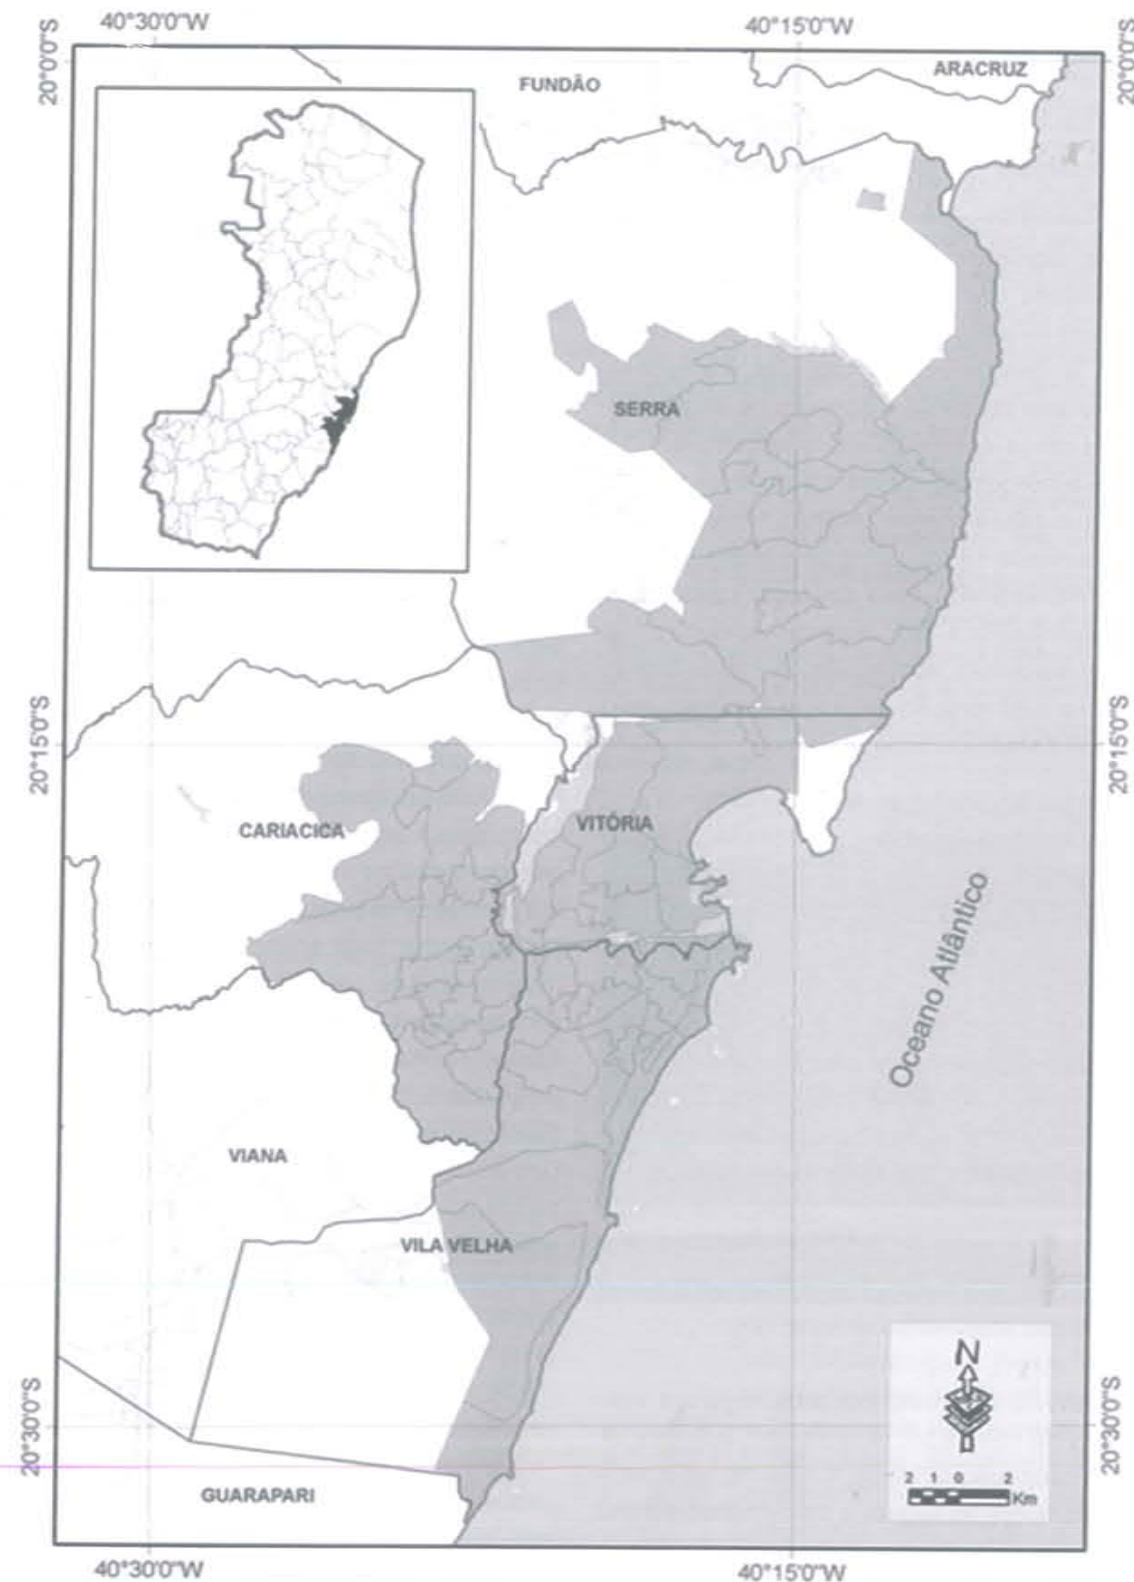 40°30'0"W
40°15'0"W
20°0'0"S
20°0'0"S
FUNDÃO
ARACRUZ
SERRA
20°15'0"S
20°15'0"S
CARIACICA
VITÓRIA
Oceano Atlântico
VIANA
VILA VELHA
N
20°30'0"S
20°30'0"S
2 1 0 2
Km
GUARAPARI
40°30'0"W
40°15'0"W